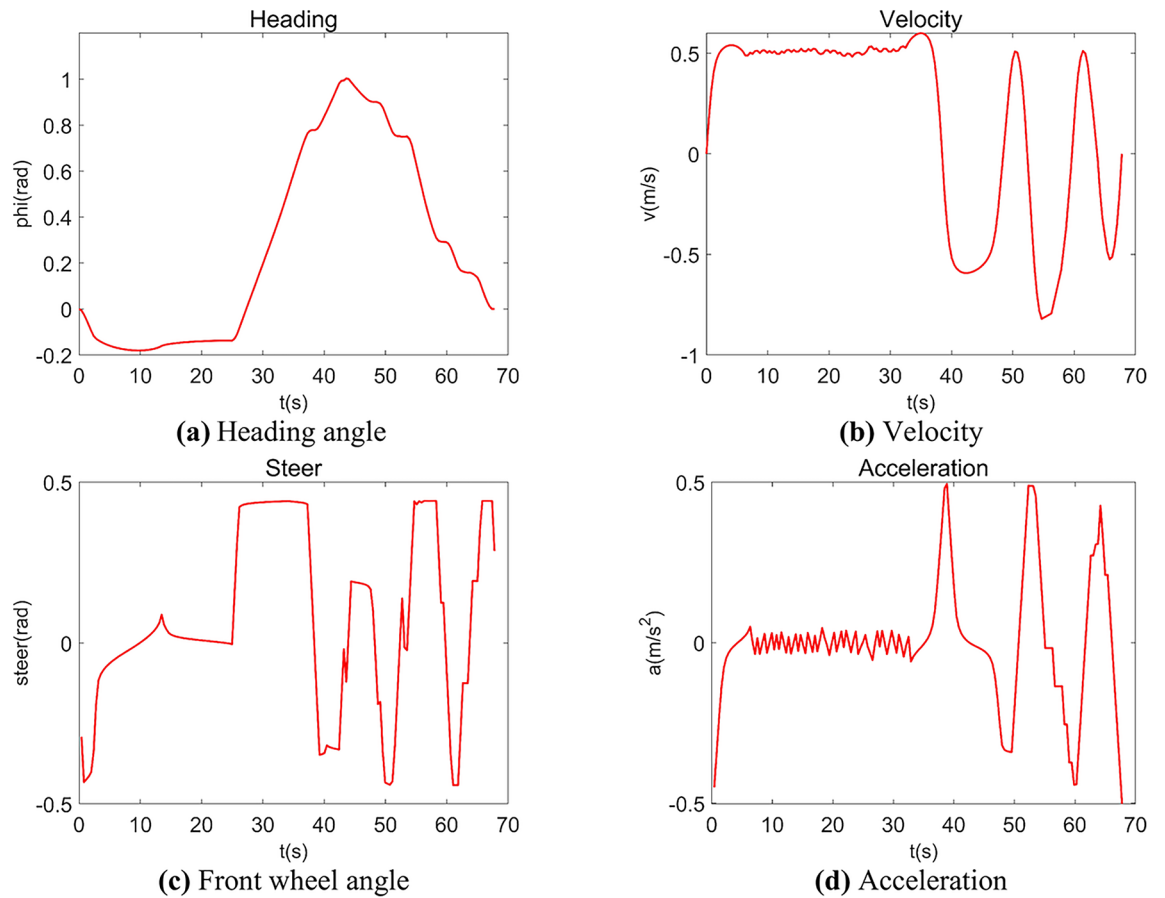 Heading
phi(rad)
1
0.8
0.6
0.4
0.2
0
-0.2
0 10 20 30 40 50 60 70
t(s)
(a) Heading angle
Velocity
v(m/s)
0.5
0
-0.5
-1
0 10 20 30 40 50 60 70
t(s)
(b) Velocity
Steer
steer(rad)
0.5
0
-0.5
0 10 20 30 40 50 60 70
t(s)
(c) Front wheel angle
Acceleration
a(m/s²)
0.5
0
-0.5
0 10 20 30 40 50 60 70
t(s)
(d) Acceleration